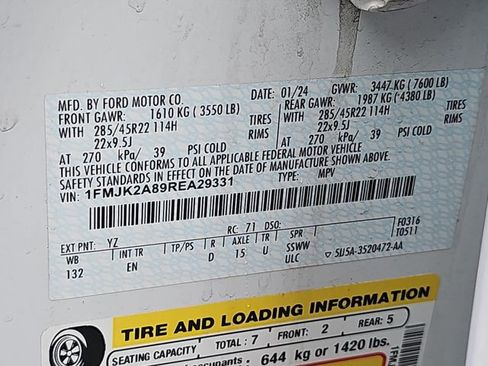 MFD. BY FORD MOTOR CO.
DATE: 01/24 GVWR: 3447 KG (7600 LB)
FRONT GAWR: 1610 KG (3550 LB) REAR GAWR: 1987 KG (4380 LB)
WITH 285/45R22 114H TIRES WITH 285/45R22 114H TIRES
22x9.5J RIMS 22x9.5J RIMS
AT 270 kPa/ 39 PSI COLD AT 270 kPa/ 39 PSI COLD
THIS VEHICLE CONFORMS TO ALL APPLICABLE FEDERAL MOTOR VEHICLE
SAFETY STANDARDS IN EFFECT ON THE DATE OF MANUFACTURE SHOWN ABOVE.
VIN: 1FMJK2A89REA29331 TYPE: MPV
EXT PNT: YZ RC: 71 DSO: F0316
WB INT TR TP/PS R AXLE TR SPR T0511
132 EN D 15 U SSWW
ULC 5U5A-3520472-AA
TIRE AND LOADING INFORMATION
SEATING CAPACITY TOTAL: 7 FRONT: 2 REAR: 5
occupants 644 kg or 1420 lbs.